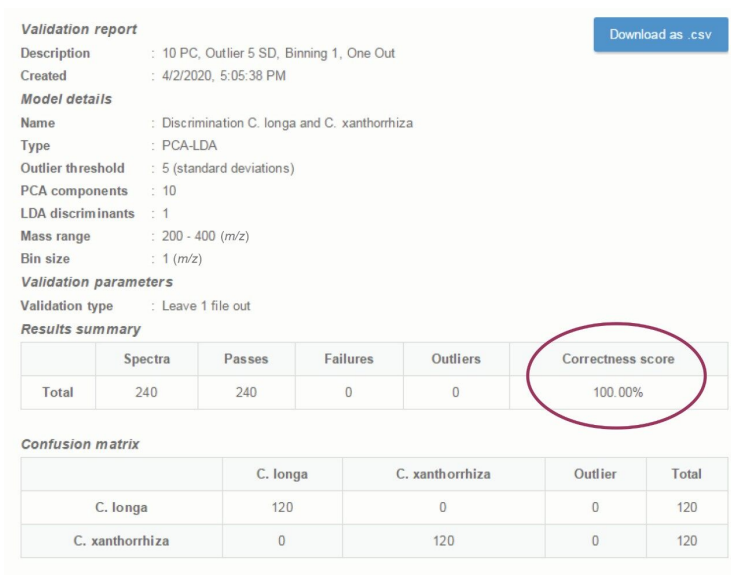 Validation report
Download as .csv
Description : 10 PC, Outlier 5 SD, Binning 1, One Out
Created : 4/2/2020, 5:05:38 PM
Model details
Name : Discrimination C. longa and C. xanthorrhiza
Type : PCA-LDA
Outlier threshold : 5 (standard deviations)
PCA components : 10
LDA discriminants : 1
Mass range : 200 - 400 (m/z)
Bin size : 1 (m/z)
Validation parameters
Validation type : Leave 1 file out
Results summary
Spectra Passes Failures Outliers Correctness score
Total 240 240 0 0 100.00%
Confusion matrix
C. longa C. xanthorrhiza Outlier Total
C. longa 120 0 0 120
C. xanthorrhiza 0 120 0 120